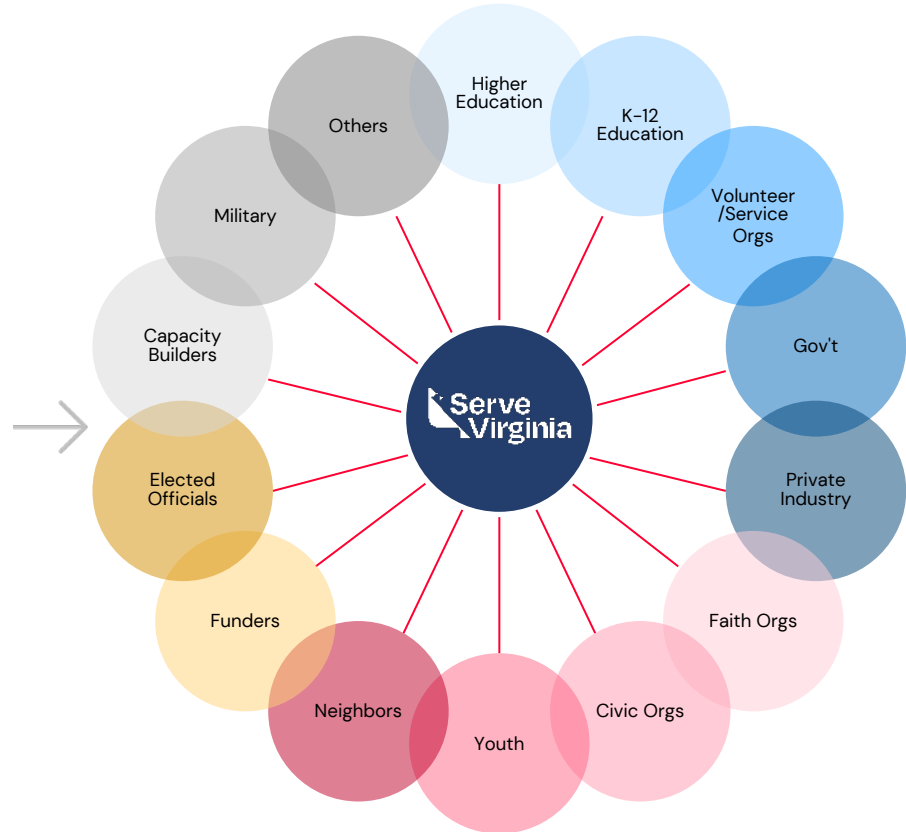 Higher
Education
K-12
Education
Volunteer
/Service
Orgs
Gov't
Private
Industry
Faith Orgs
Civic Orgs
Youth
Neighbors
Funders
Elected
Officials
Capacity
Builders
Military
Others
Serve
Virginia